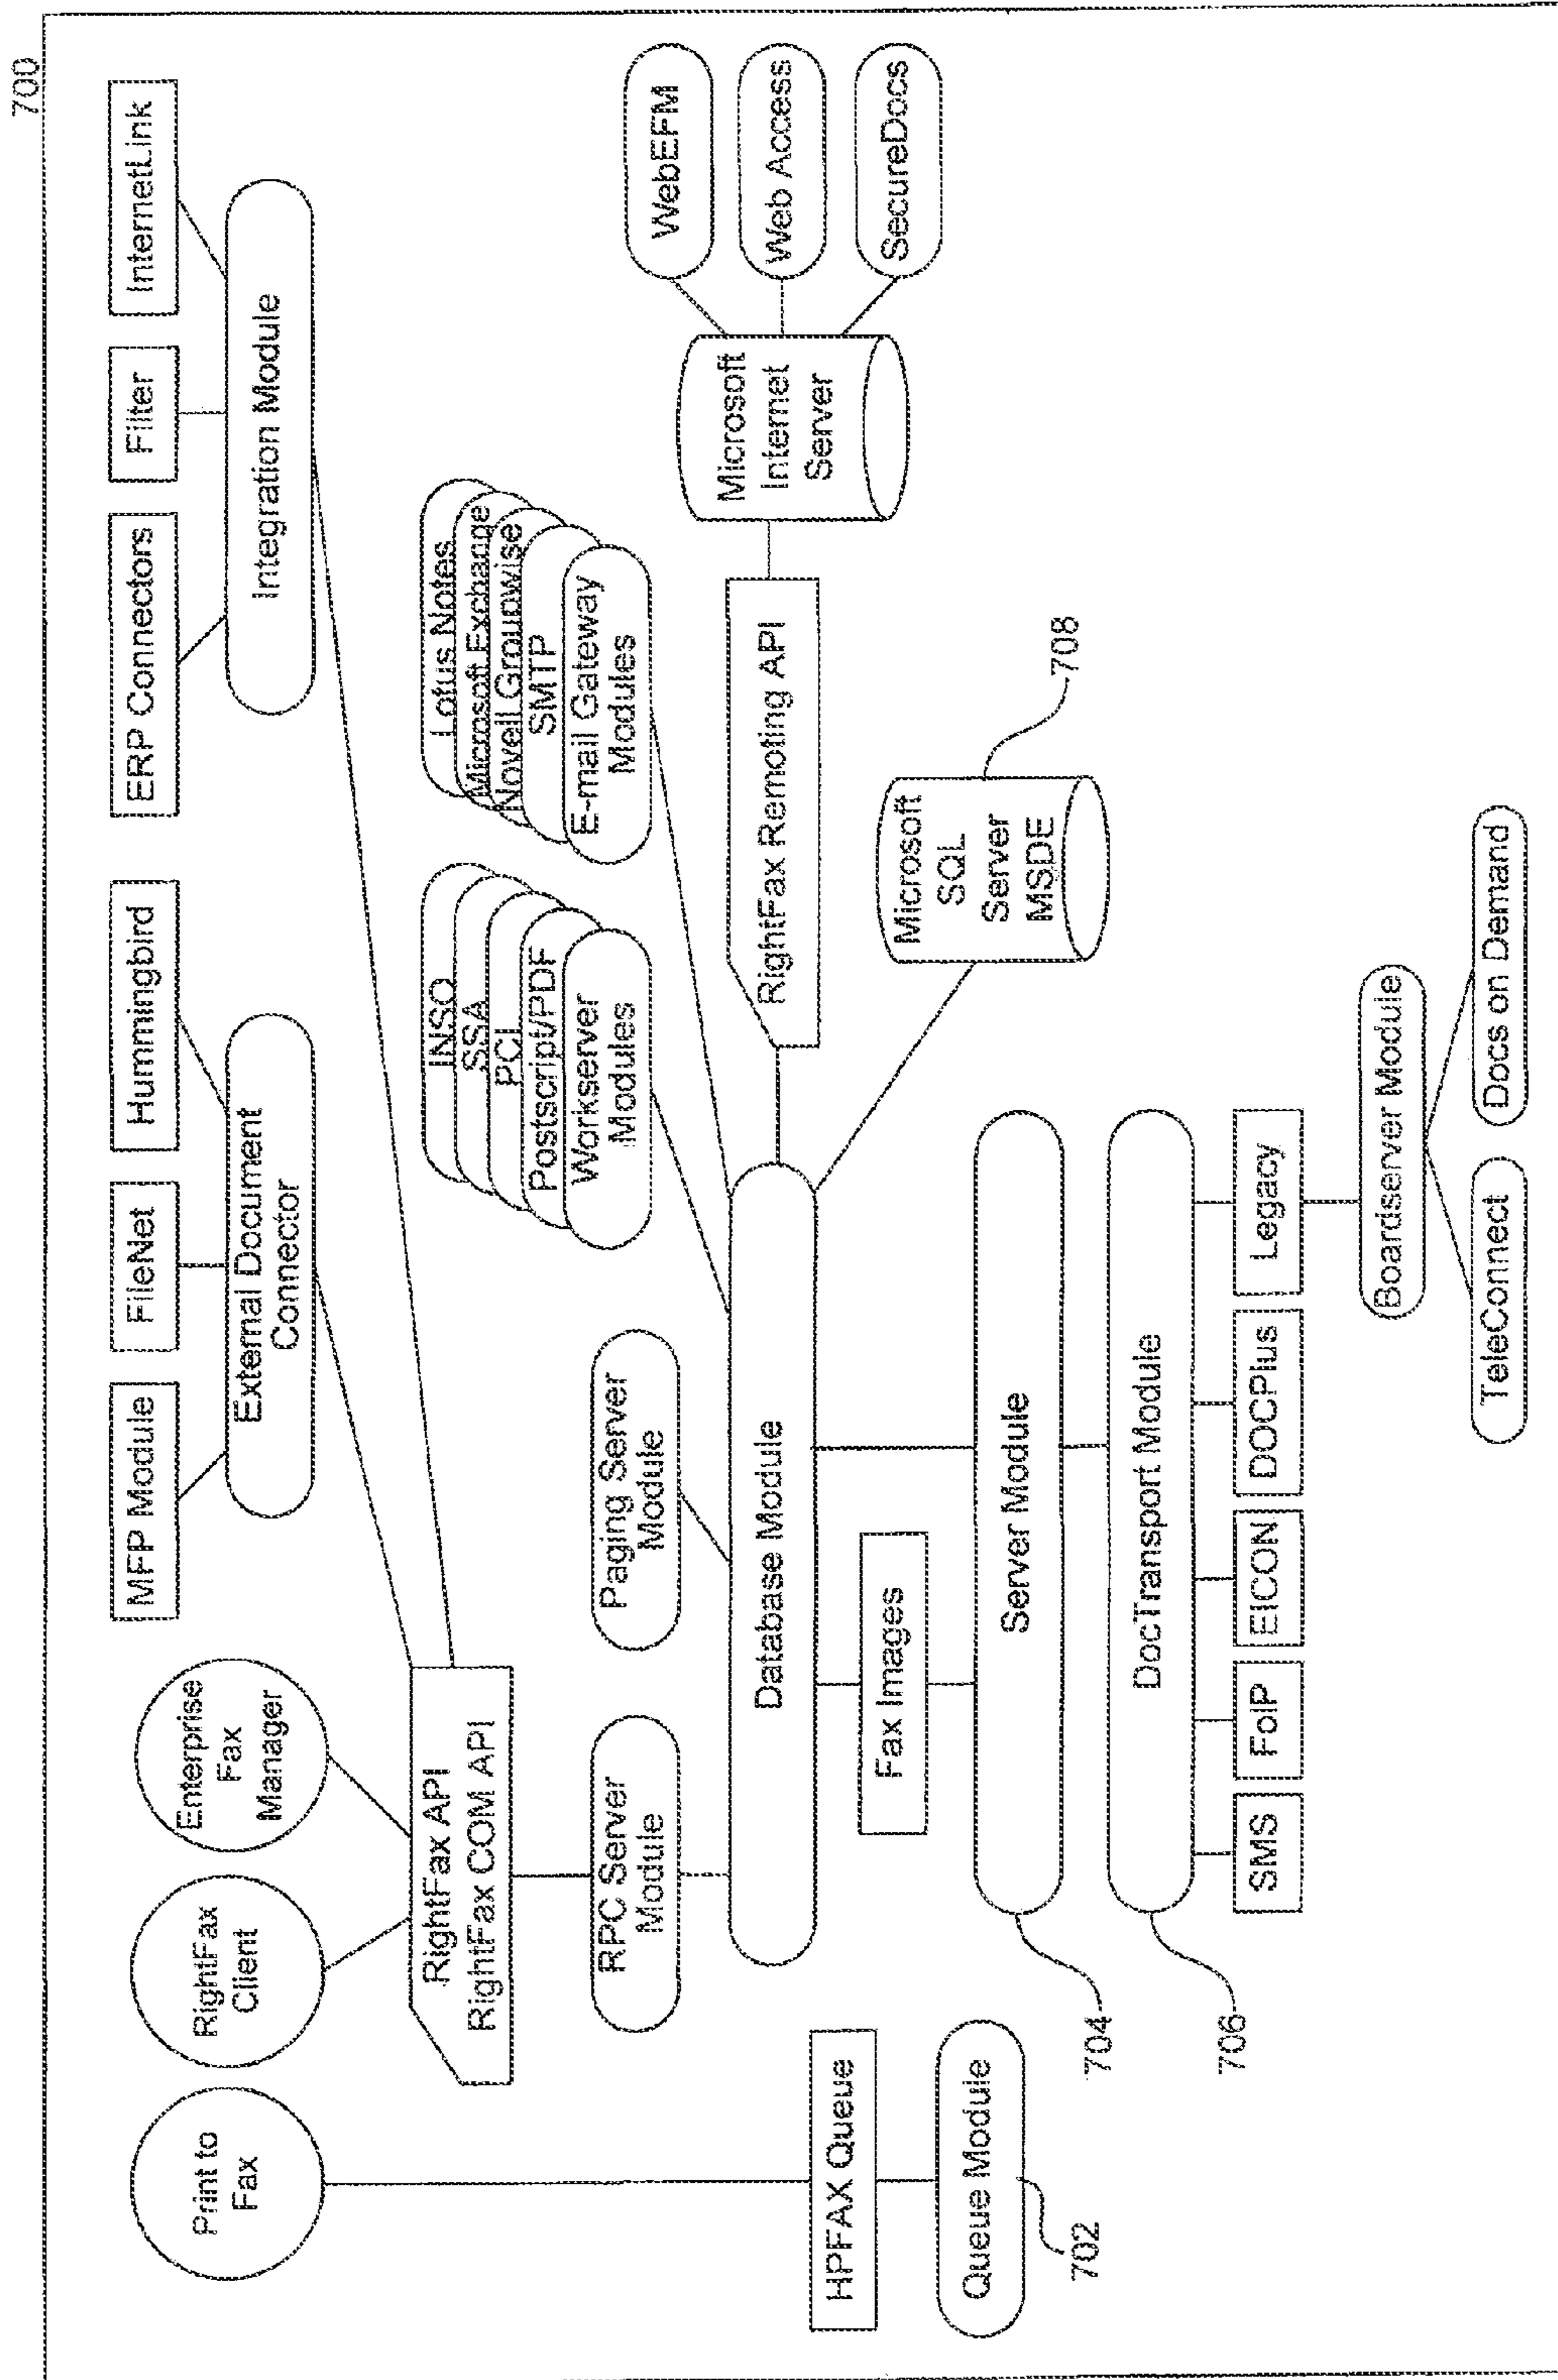 700
Print to
Fax
RightFax
Client
Enterprise
Fax
Manager
MFP Module
FileNet
Hummingbird
ERP Connectors
Filter
InternetLink
External Document
Connector
Integration Module
RightFax API
RightFax COM API
INSO
SSA
PCL
Postscript/PDF
Workserver
Modules
Lotus Notes
Microsoft Exchange
Novell Groupwise
SMTP
E-mail Gateway
Modules
RPC Server
Module
Paging Server
Module
WebEFM
Web Access
SecureDocs
Microsoft
Internet
Server
Database Module
RightFax Remoting API
HPFAX Queue
Fax Images
Microsoft
SQL
Server
MSDE
708
Queue Module
702
Server Module
704
DocTransport Module
706
SMS
FoIP
EICON
DOCPlus
Legacy
Boardserver Module
TeleConnect
Docs on Demand